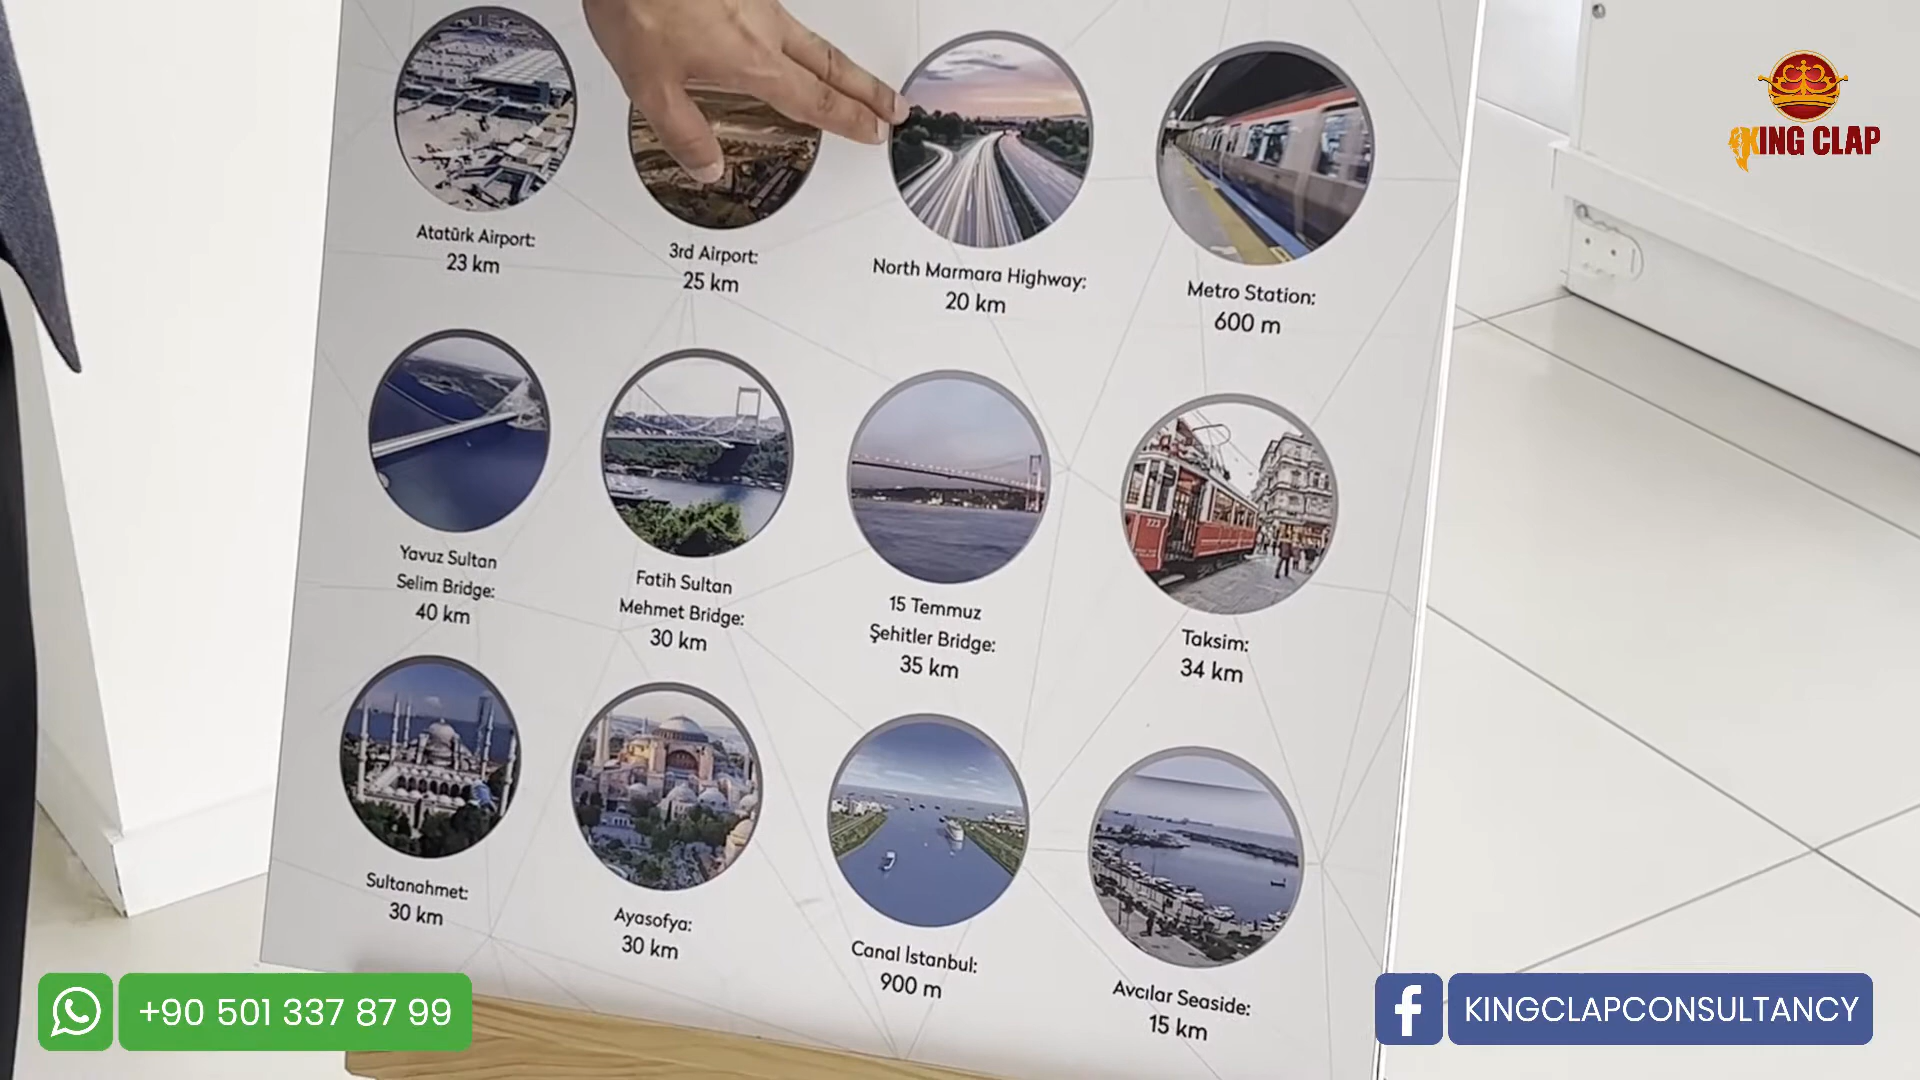 KING CLAP
Atatürk Airport:
23 km
3rd Airport:
25 km
North Marmara Highway:
20 km
Metro Station:
600 m
Yavuz Sultan
Selim Bridge:
40 km
Fatih Sultan
Mehmet Bridge:
30 km
15 Temmuz
Şehitler Bridge:
35 km
223
Taksim:
34 km
Sultanahmet:
30 km
Ayasofya:
30 km
Canal İstanbul:
900 m
Avcılar Seaside:
15 km
+90 501 337 87 99
KINGCLAPCONSULTANCY